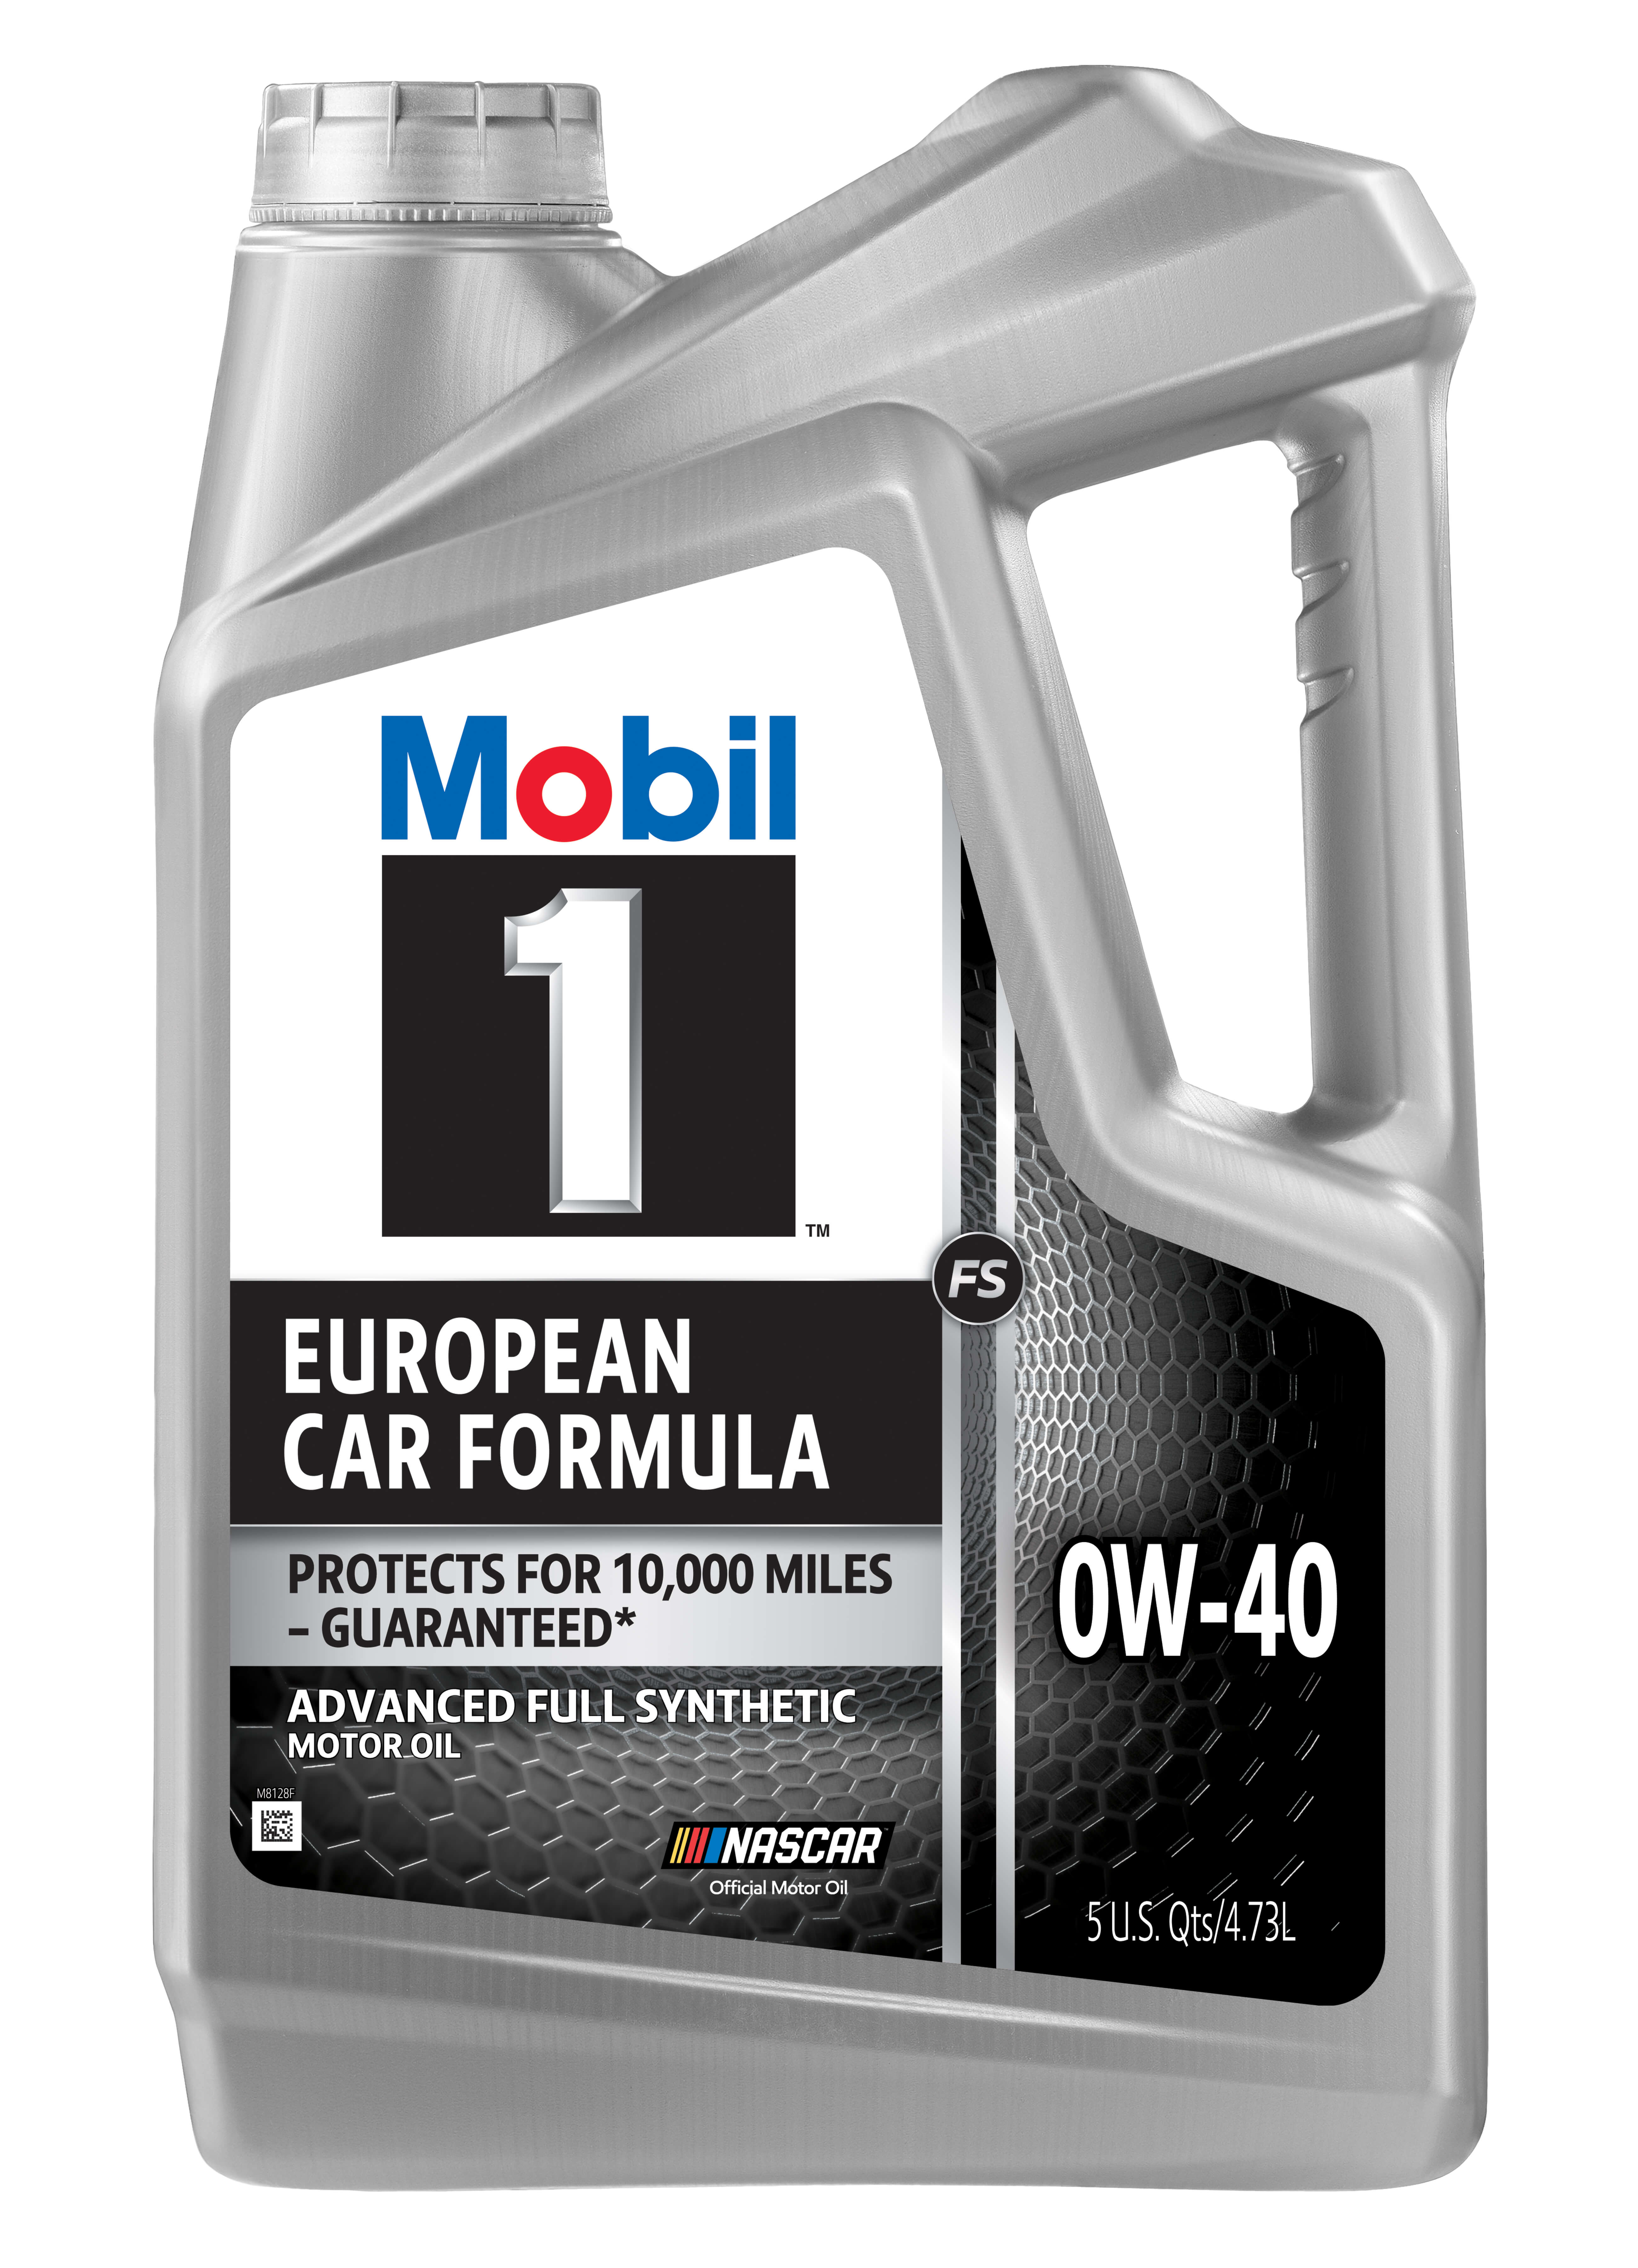 Mobil
1
TM
FS
EUROPEAN
CAR FORMULA
PROTECTS FOR 10,000 MILES
– GUARANTEED*
0W-40
ADVANCED FULL SYNTHETIC
MOTOR OIL
M8128F
NASCAR
Official Motor Oil
5 U.S. Qts/4.73L